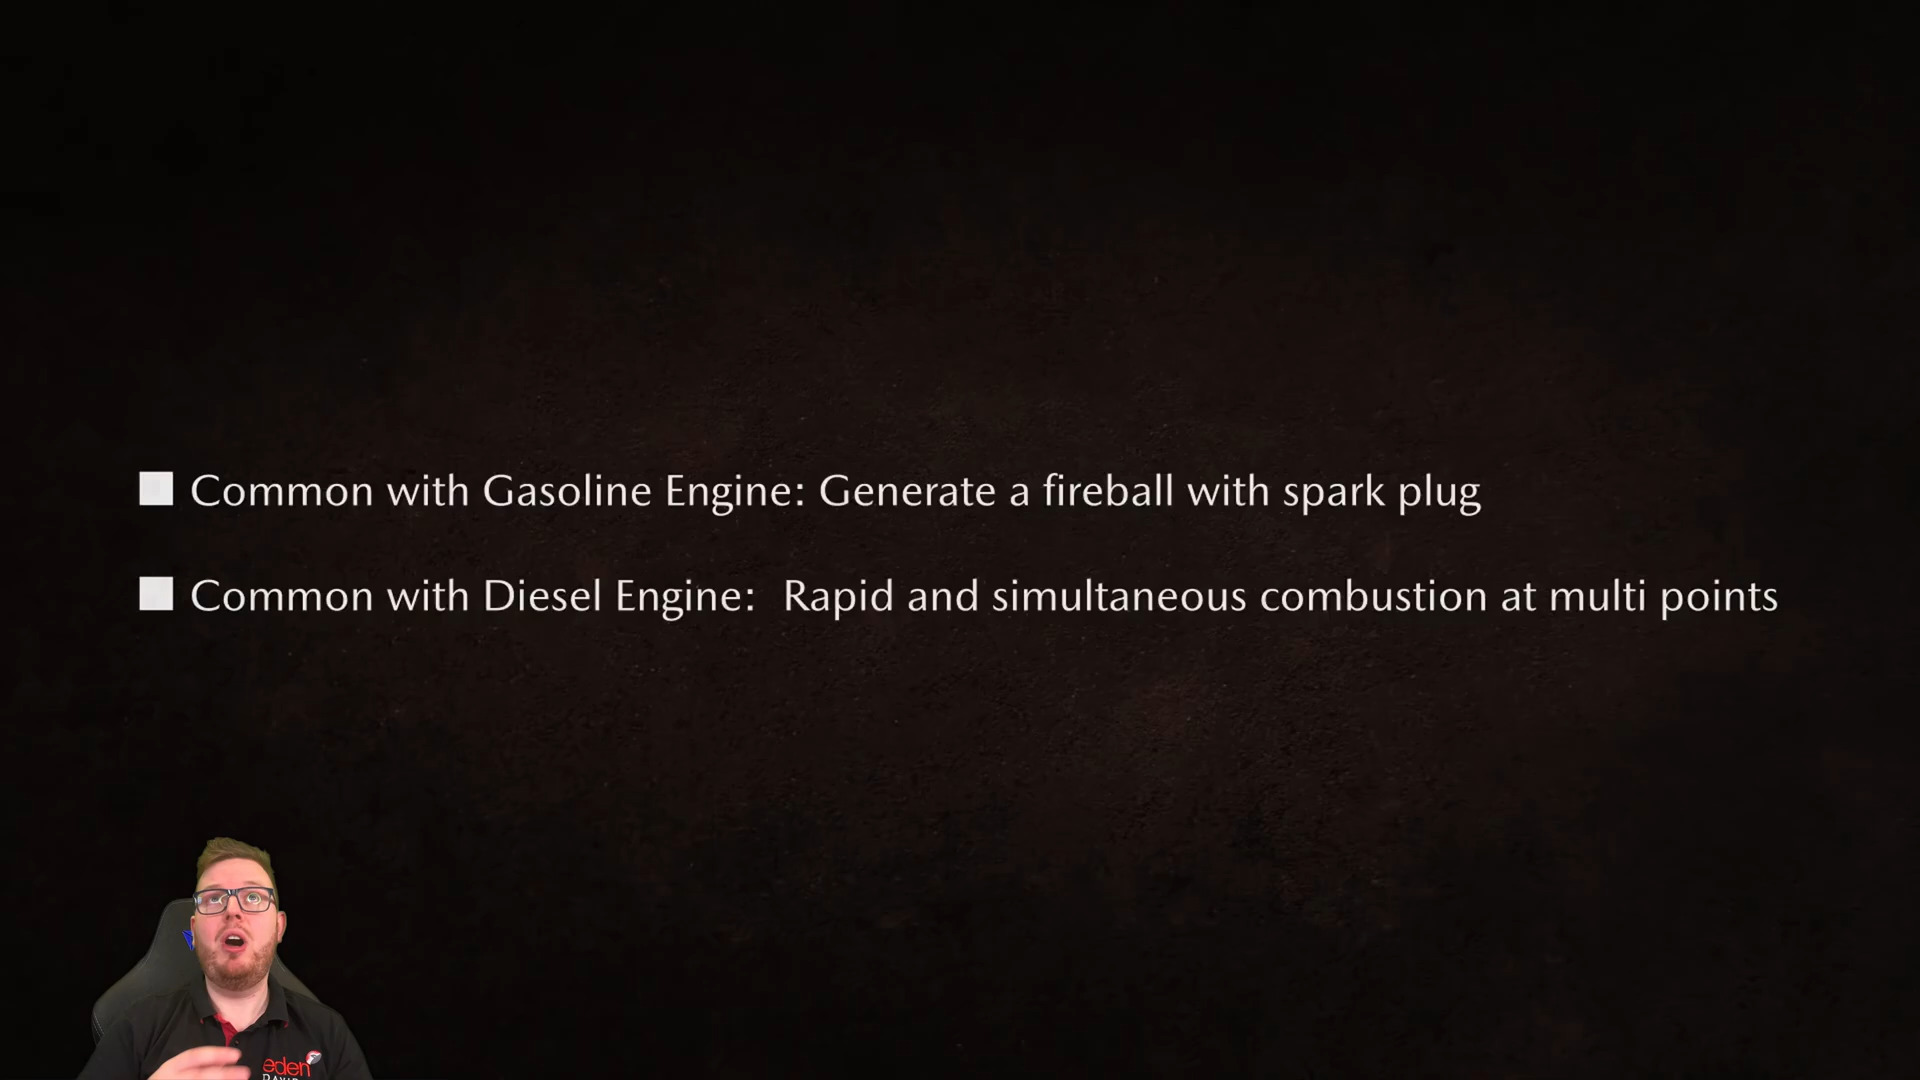 Common with Gasoline Engine: Generate a fireball with spark plug
Common with Diesel Engine: Rapid and simultaneous combustion at multi points
eden